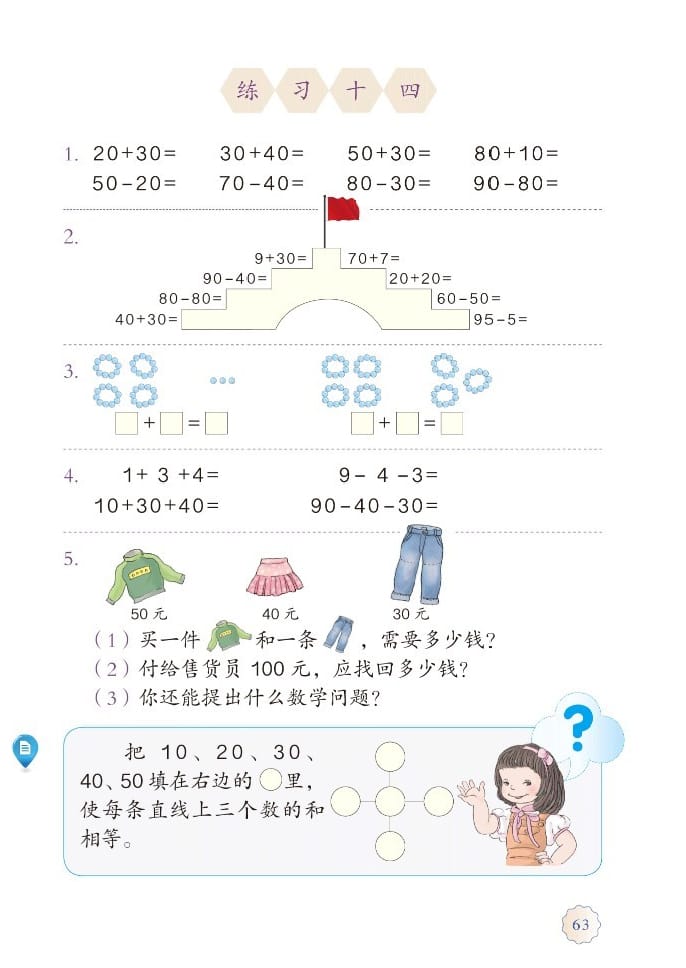 练习十四
1. 20+30= 30+40= 50+30= 80+10=
50-20= 70-40= 80-30= 90-80=
2.
9+30= 70+7=
90-40= 20+20=
80-80= 60-50=
40+30= 95-5=
3.
+ = + =
4. 1+ 3 +4= 9- 4 -3=
10+30+40= 90-40-30=
5.
50 元 40 元 30 元
(1) 买一件 和一条 ，需要多少钱？
(2) 付给售货员 100 元，应找回多少钱？
(3) 你还能提出什么数学问题？
把 10、20、30、
40、50 填在右边的 里，
使每条直线上三个数的和
相等。
?
63